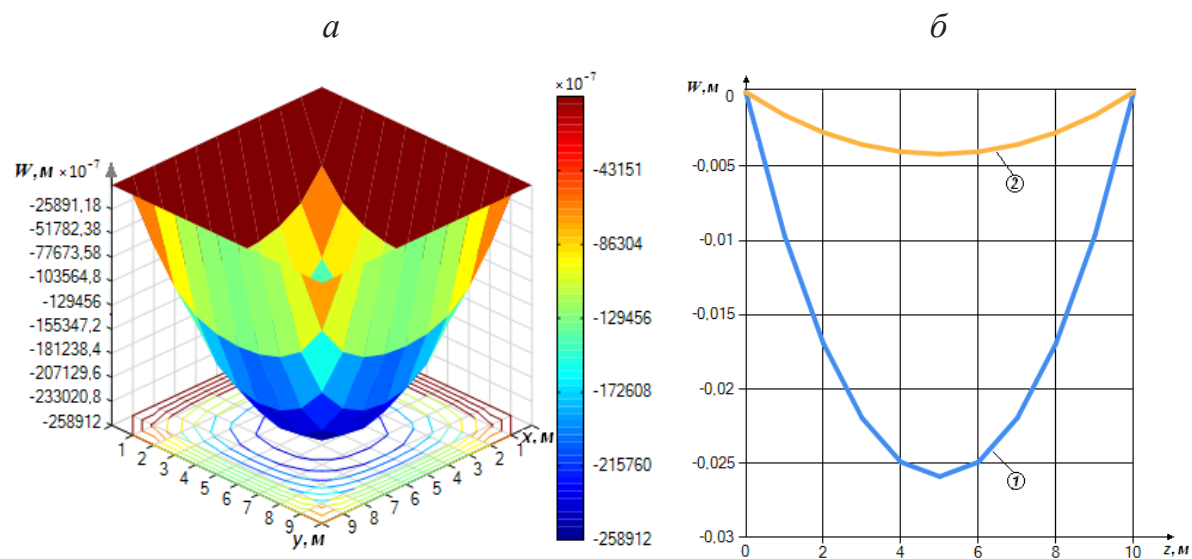 а
б
W, м ×10⁻⁷
-25891,18
-51782,38
-77673,58
-103564,8
-129456
-155347,2
-181238,4
-207129,6
-233020,8
-258912
1 2 3 4 5 6 7 8 9
y, м
9 8 7 6 5 4 3 2 1
x, м
×10⁻⁷
-43151
-86304
-129456
-172608
-215760
-258912
W, м
0
-0.005
-0.01
-0.015
-0.02
-0.025
-0.03
0 2 4 6 8 10
z, м
2
1